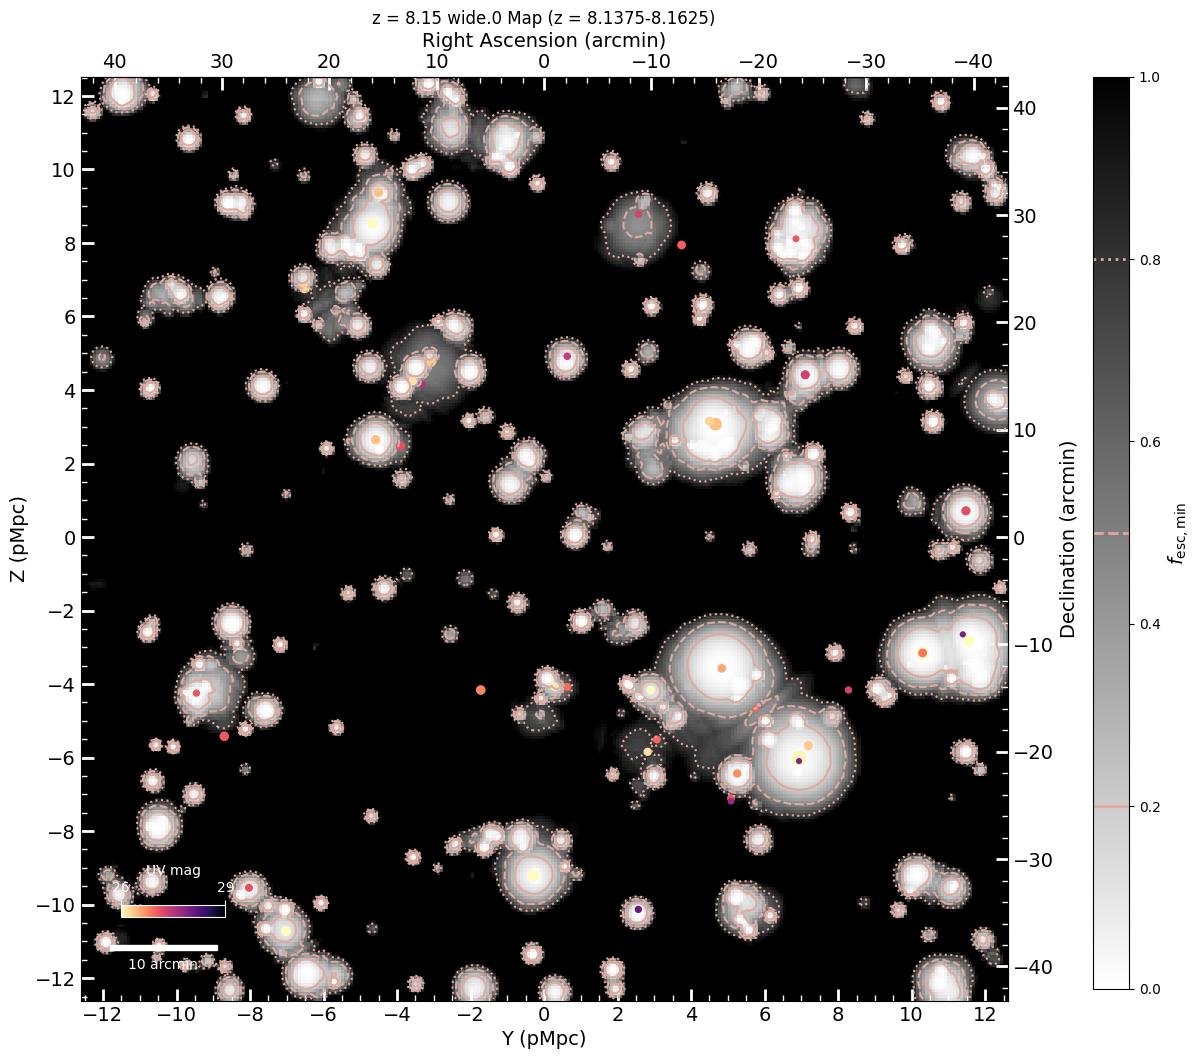 z = 8.15 wide.0 Map (z = 8.1375-8.1625)
Right Ascension (arcmin)
40 30 20 10 0 −10 −20 −30 −40
12
10
8
6
4
2
0
−2
−4
−6
−8
−10
−12
Z (pMpc)
−12 −10 −8 −6 −4 −2 0 2 4 6 8 10 12
Y (pMpc)
40
30
20
10
0
−10
−20
−30
−40
Declination (arcmin)
UV mag
26 29
10 arcmin
1.0
0.8
0.6
0.4
0.2
0.0
fesc, min